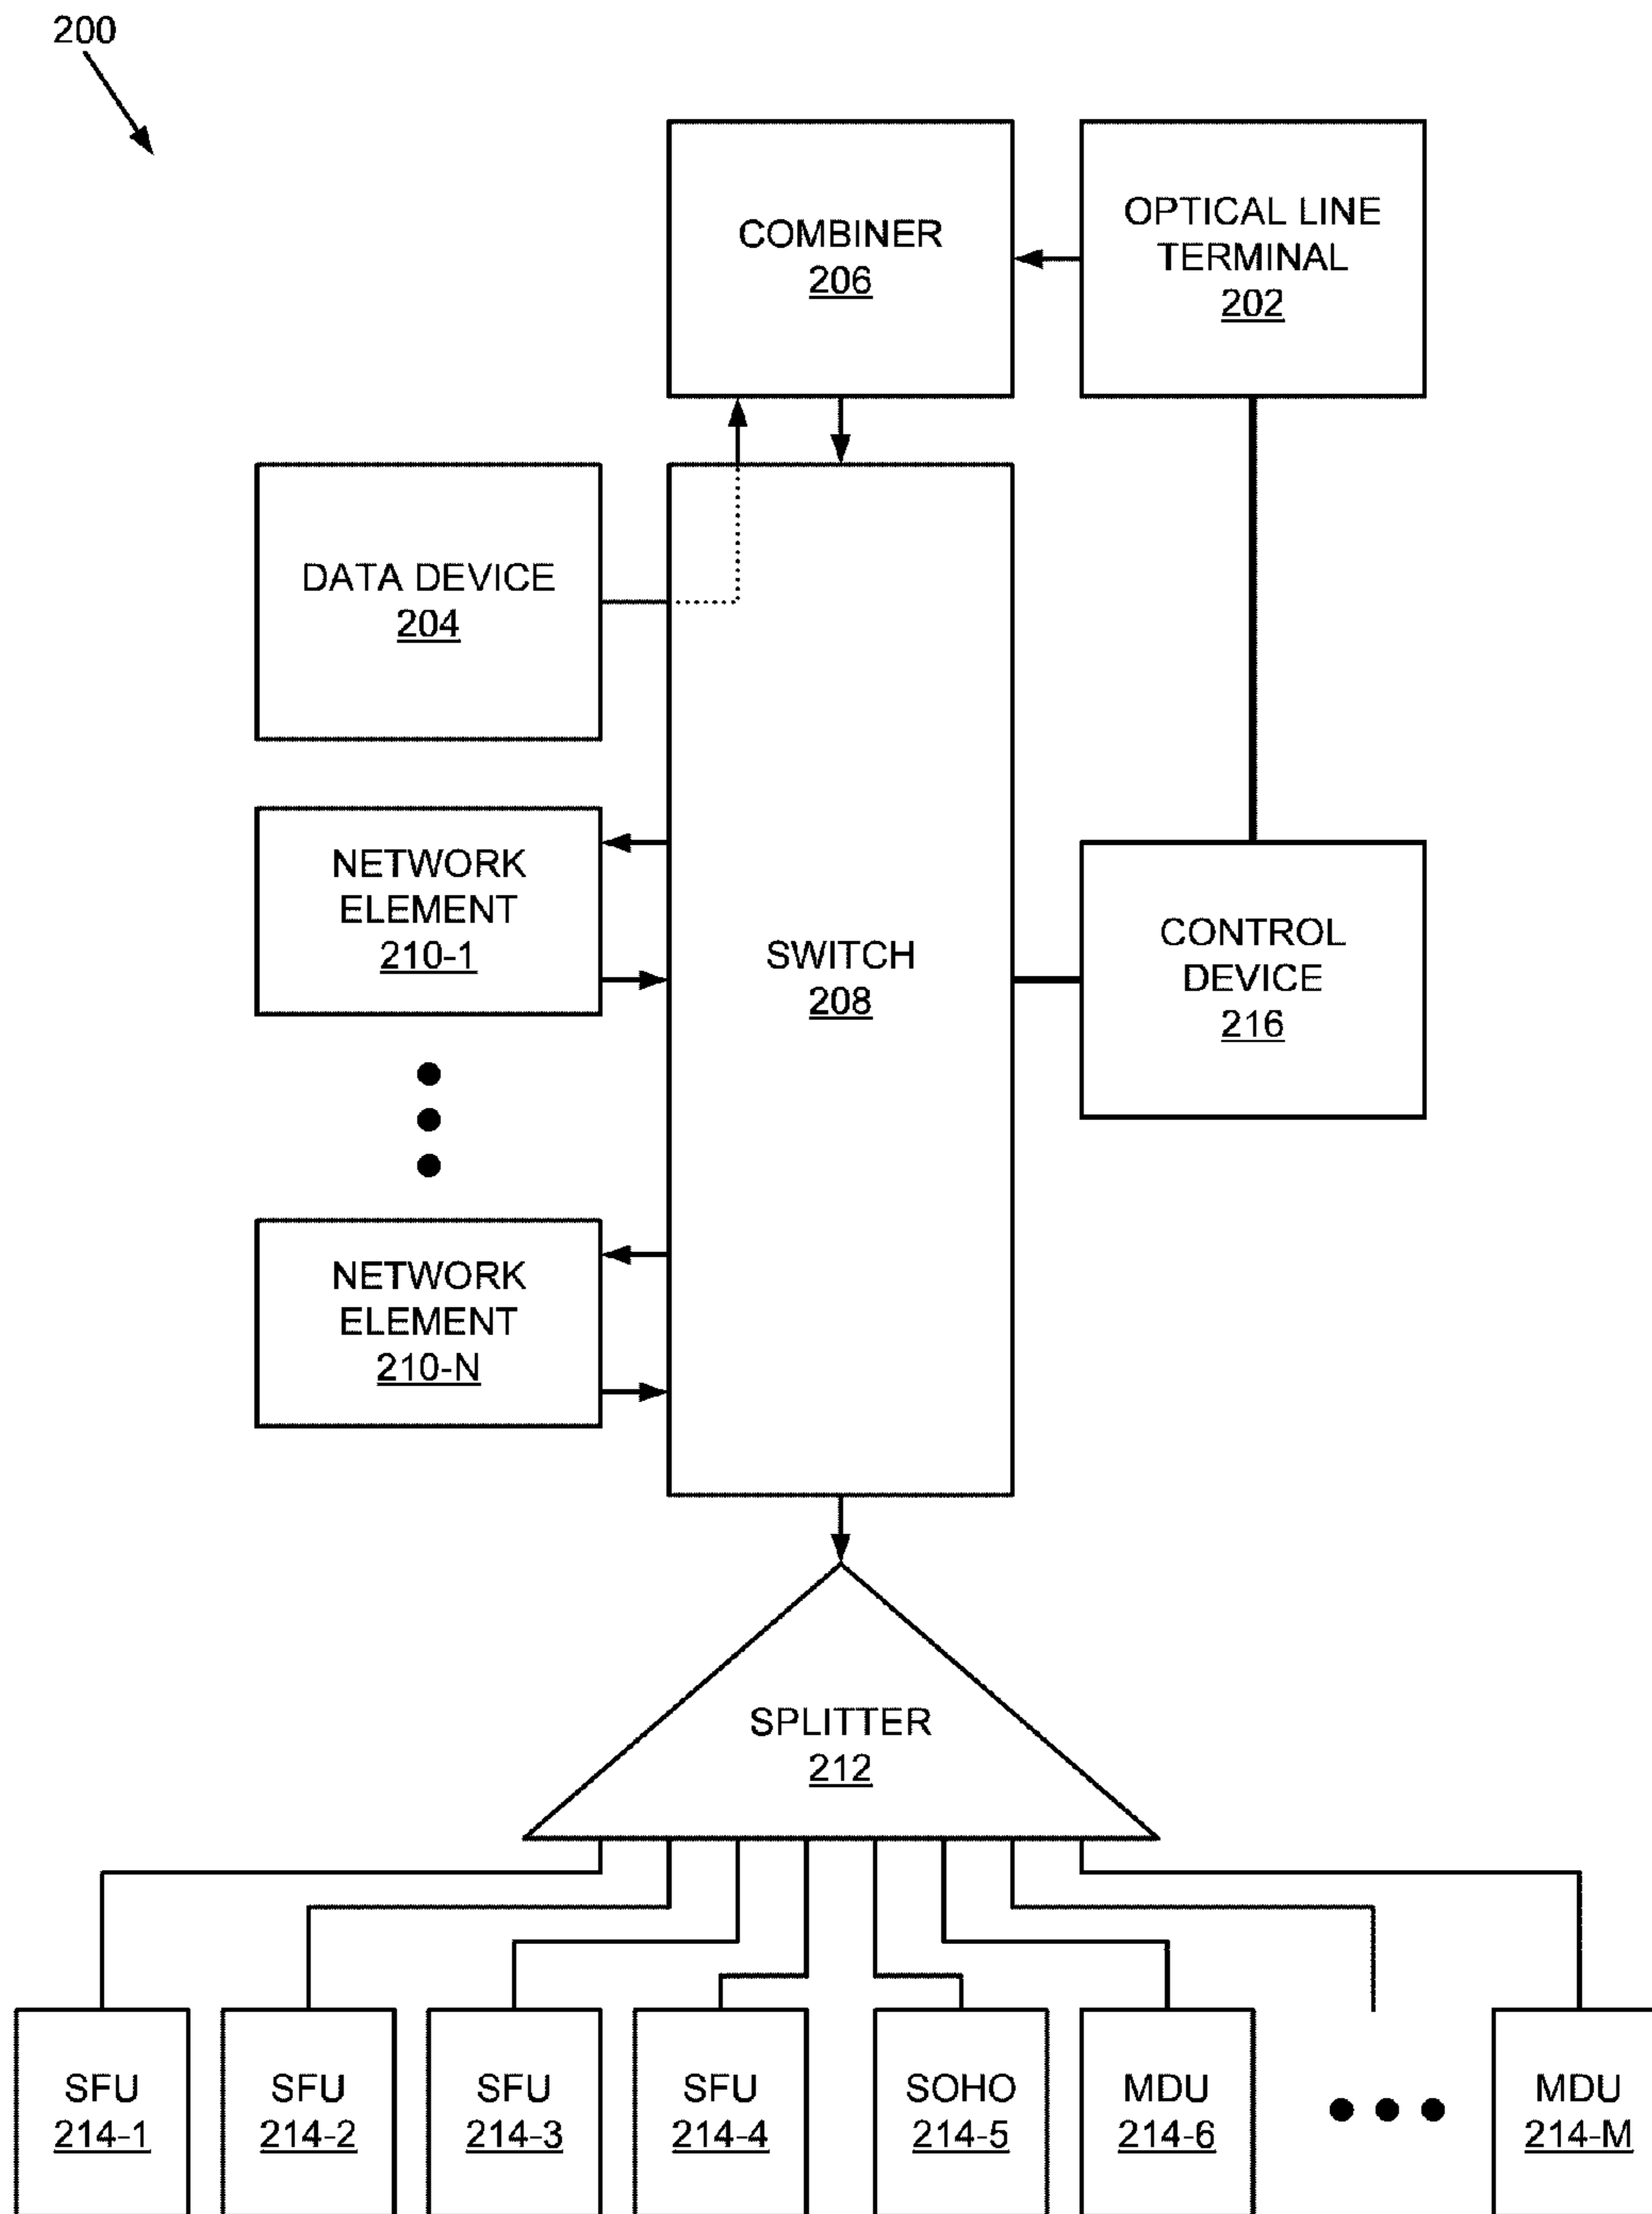 200
COMBINER
206
OPTICAL LINE
TERMINAL
202
DATA DEVICE
204
NETWORK
ELEMENT
210-1
SWITCH
208
CONTROL
DEVICE
216
NETWORK
ELEMENT
210-N
SPLITTER
212
SFU
214-1
SFU
214-2
SFU
214-3
SFU
214-4
SOHO
214-5
MDU
214-6
MDU
214-M